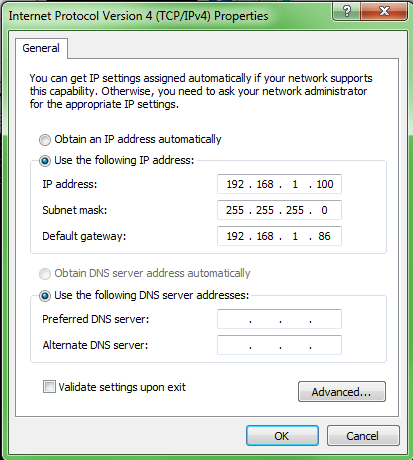 Internet Protocol Version 4 (TCP/IPv4) Properties
General
You can get IP settings assigned automatically if your network supports
this capability. Otherwise, you need to ask your network administrator
for the appropriate IP settings.
Obtain an IP address automatically
Use the following IP address:
IP address: 192 . 168 . 1 . 100
Subnet mask: 255 . 255 . 255 . 0
Default gateway: 192 . 168 . 1 . 86
Obtain DNS server address automatically
Use the following DNS server addresses:
Preferred DNS server: . . .
Alternate DNS server: . . .
Validate settings upon exit
Advanced...
OK Cancel